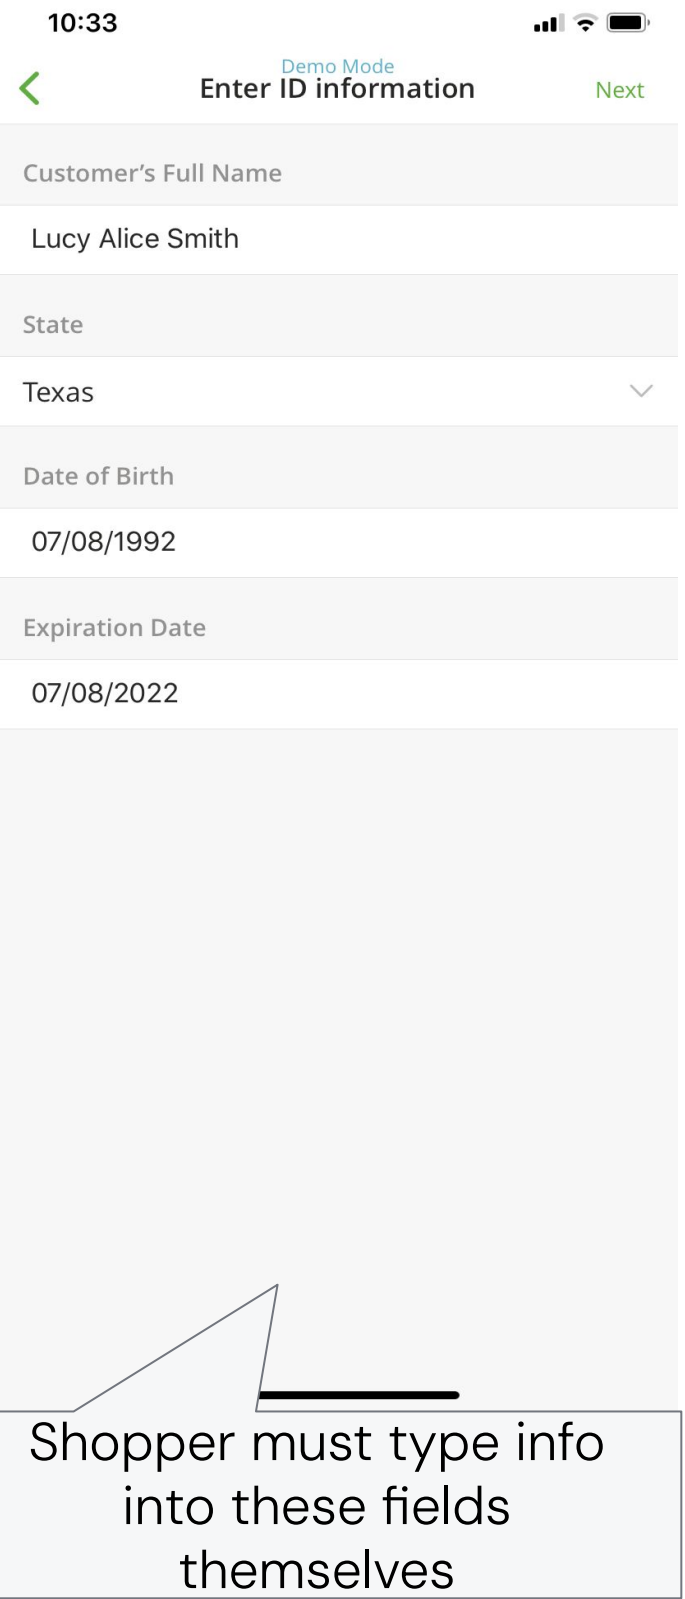 10:33
Demo Mode
Enter ID information
Next
Customer's Full Name
Lucy Alice Smith
State
Texas
Date of Birth
07/08/1992
Expiration Date
07/08/2022
Shopper must type info
into these fields
themselves